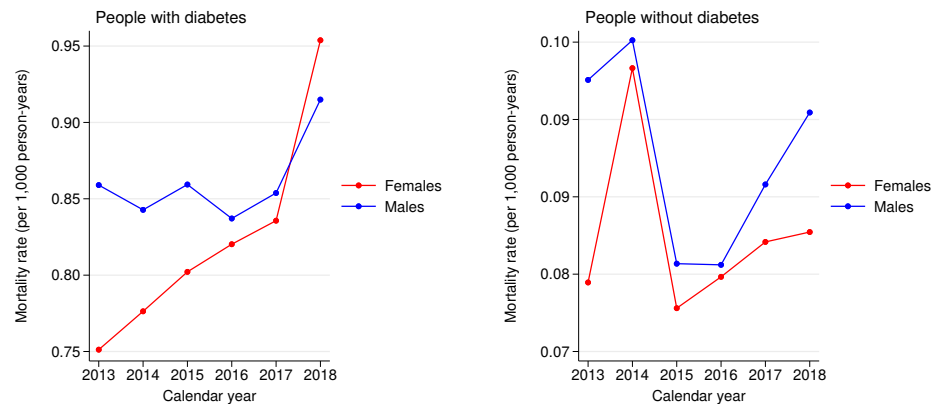 People with diabetes
Mortality rate (per 1,000 person-years)
0.95
0.90
0.85
0.80
0.75
2013 2014 2015 2016 2017 2018
Calendar year
Females
Males
People without diabetes
Mortality rate (per 1,000 person-years)
0.10
0.09
0.09
0.08
0.07
2013 2014 2015 2016 2017 2018
Calendar year
Females
Males